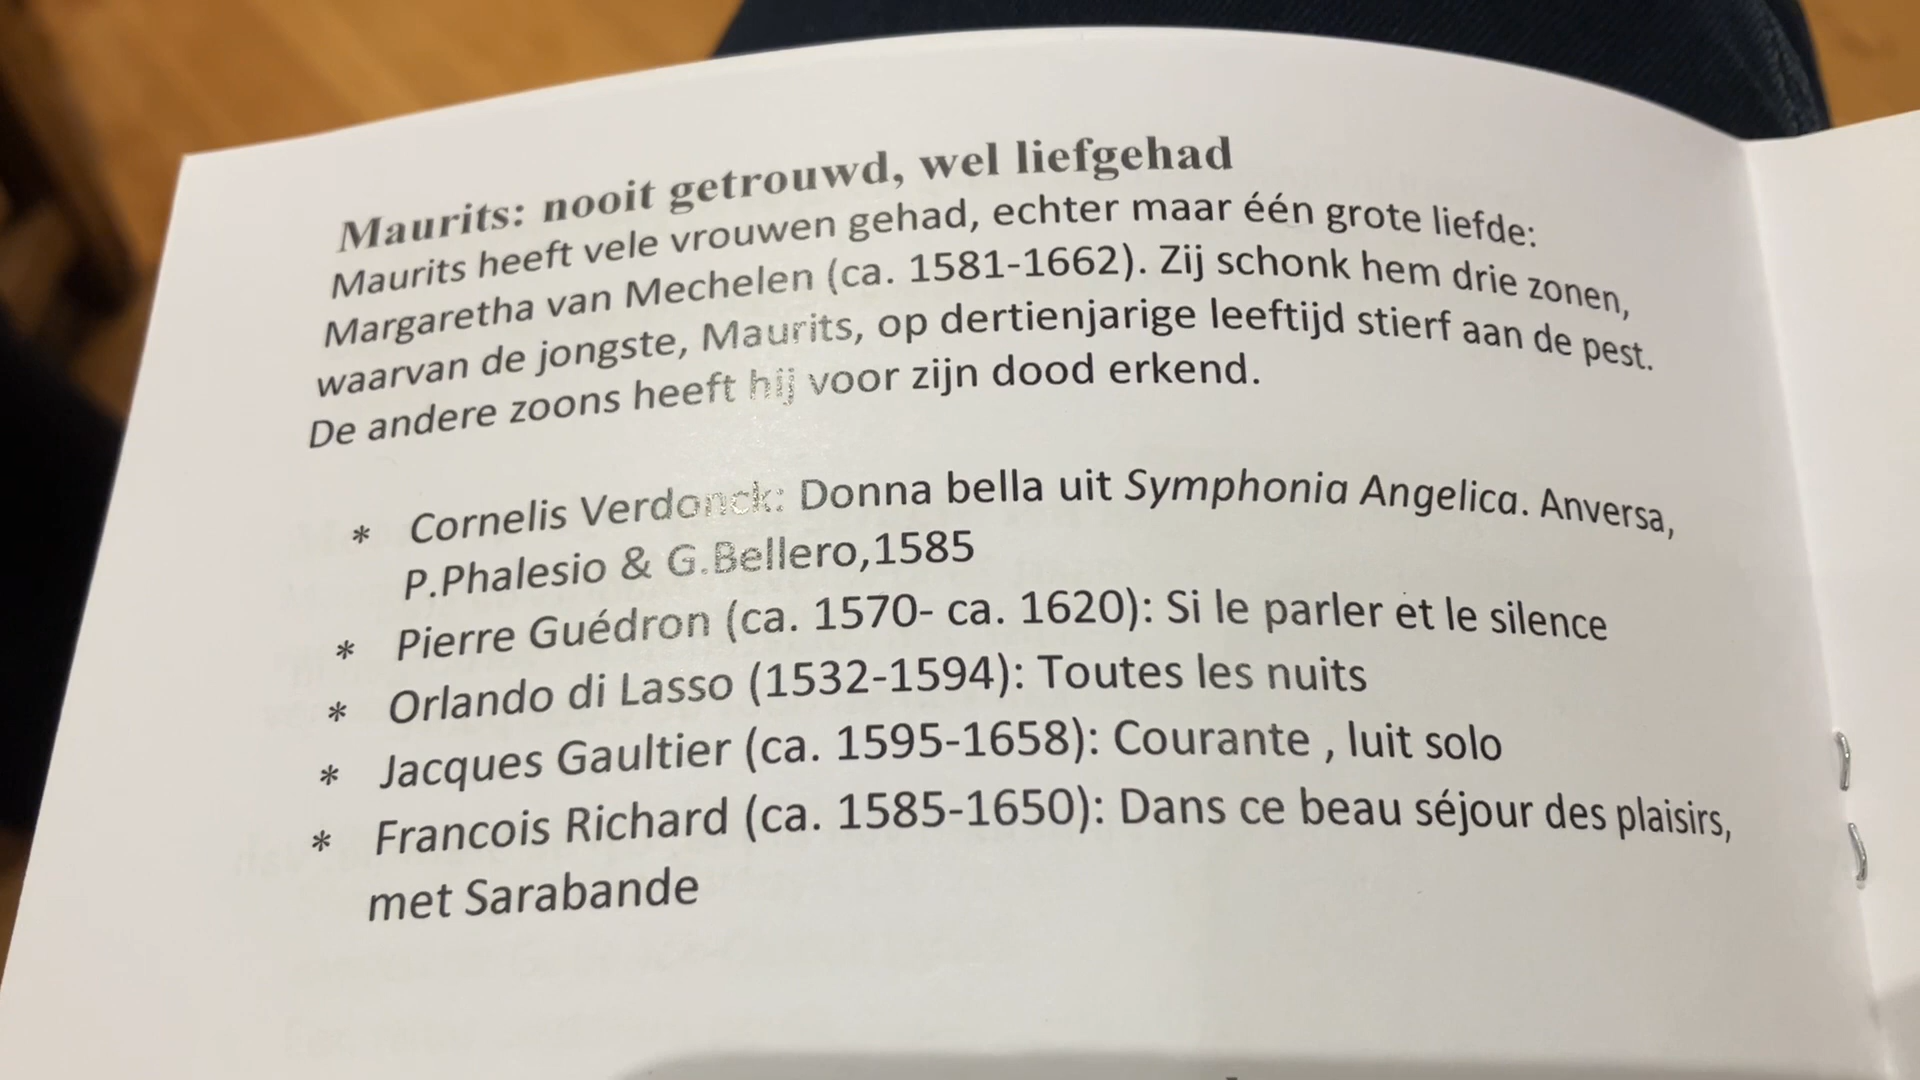 Maurits: nooit getrouwd, wel liefgehad
Maurits heeft vele vrouwen gehad, echter maar één grote liefde:
Margaretha van Mechelen (ca. 1581-1662). Zij schonk hem drie zonen,
waarvan de jongste, Maurits, op dertienjarige leeftijd stierf aan de pest.
De andere zoons heeft hij voor zijn dood erkend.
* Cornelis Verdonck: Donna bella uit Symphonia Angelica. Anversa,
P.Phalesio & G.Bellero,1585
* Pierre Guédron (ca. 1570- ca. 1620): Si le parler et le silence
* Orlando di Lasso (1532-1594): Toutes les nuits
* Jacques Gaultier (ca. 1595-1658): Courante , luit solo
* Francois Richard (ca. 1585-1650): Dans ce beau séjour des plaisirs,
met Sarabande